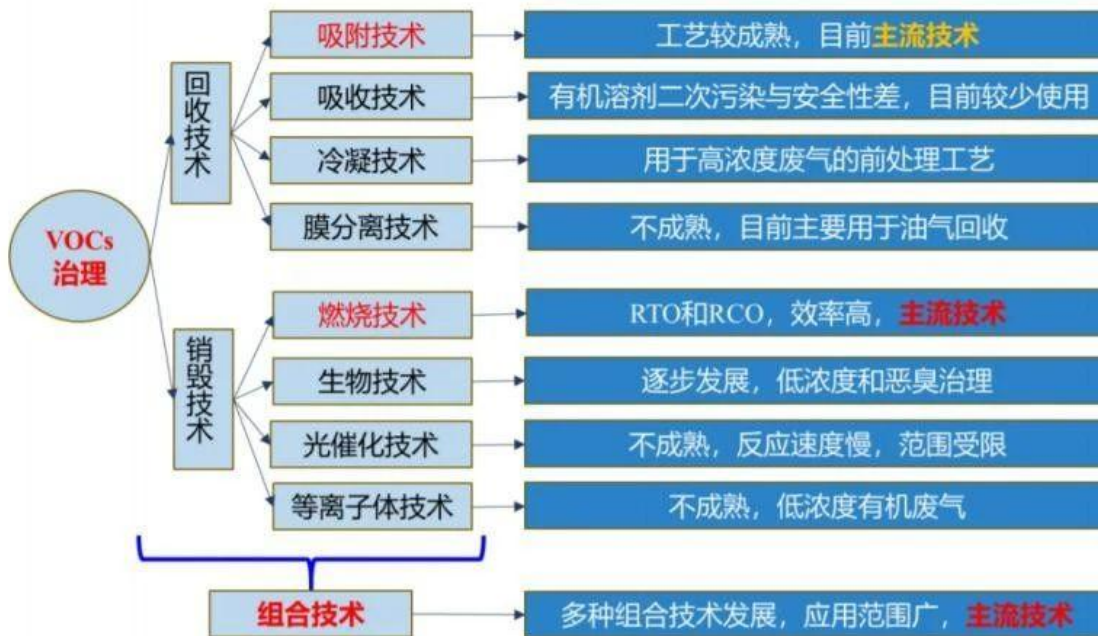 VOCs
治理
回收技术
吸附技术
工艺较成熟，目前主流技术
吸收技术
有机溶剂二次污染与安全性差，目前较少使用
冷凝技术
用于高浓度废气的前处理工艺
膜分离技术
不成熟，目前主要用于油气回收
销毁技术
燃烧技术
RTO和RCO，效率高，主流技术
生物技术
逐步发展，低浓度和恶臭治理
光催化技术
不成熟，反应速度慢，范围受限
等离子体技术
不成熟，低浓度有机废气
组合技术
多种组合技术发展，应用范围广，主流技术